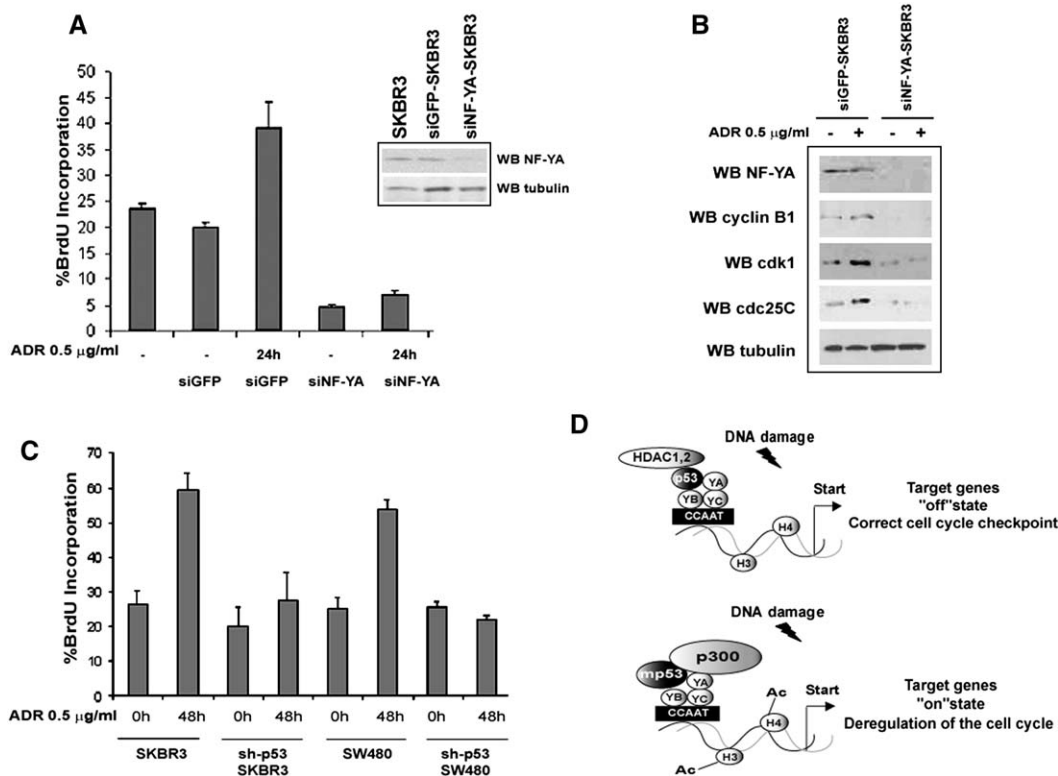 A
50
45
40
35
30
25
20
15
10
5
0
%BrdU Incorporation
SKBR3
siGFP-SKBR3
siNF-YA-SKBR3
WB NF-YA
WB tubulin
ADR 0.5 µg/ml - - 24h - 24h
siGFP siGFP siNF-YA siNF-YA
B
siGFP-SKBR3
siNF-YA-SKBR3
ADR 0.5 µg/ml - + - +
WB NF-YA
WB cyclin B1
WB cdk1
WB cdc25C
WB tubulin
C
70
60
50
40
30
20
10
0
%BrdU Incorporation
ADR 0.5 µg/ml 0h 48h 0h 48h 0h 48h 0h 48h
SKBR3 sh-p53 SW480 sh-p53
SKBR3 SW480
D
DNA damage
HDAC1,2
p53 YA
YB YC
CCAAT
H3
H4
Start
Target genes
"off"state
Correct cell cycle checkpoint
DNA damage
p300
mp53
YA
YB YC
CCAAT
Ac
H4
Ac
H3
Start
Target genes
"on"state
Deregulation of the cell cycle